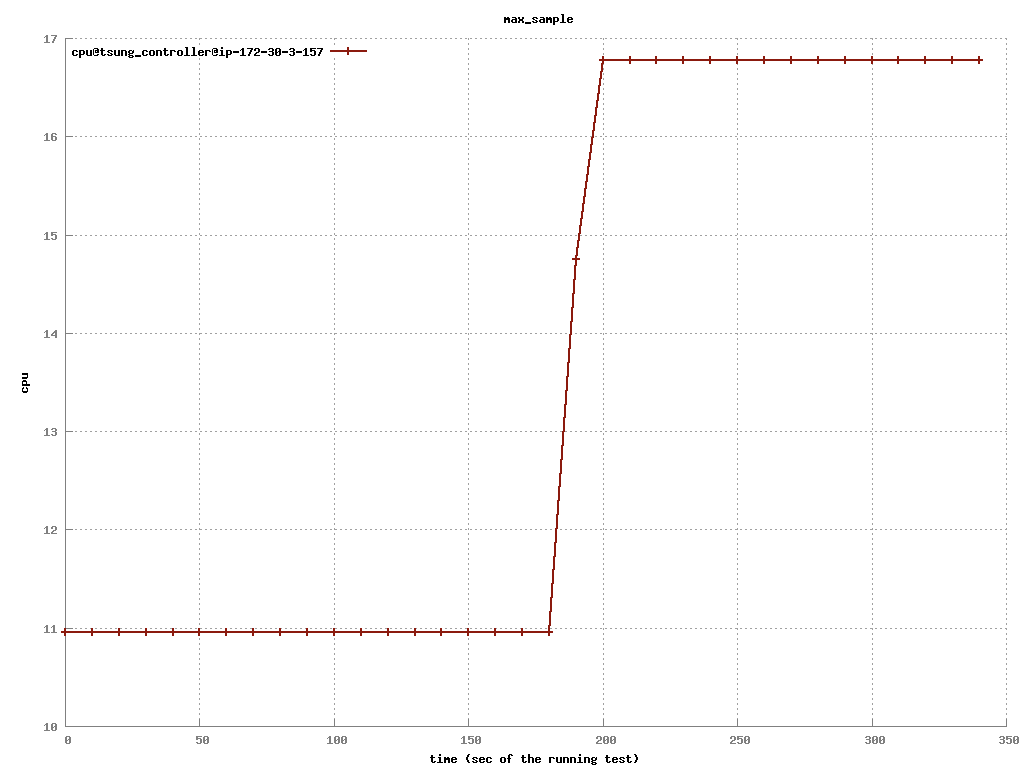 max_sample
cpu@tsung_controller@ip-172-30-3-157
17
16
15
14
13
12
11
10
cpu
0 50 100 150 200 250 300 350
time (sec of the running test)